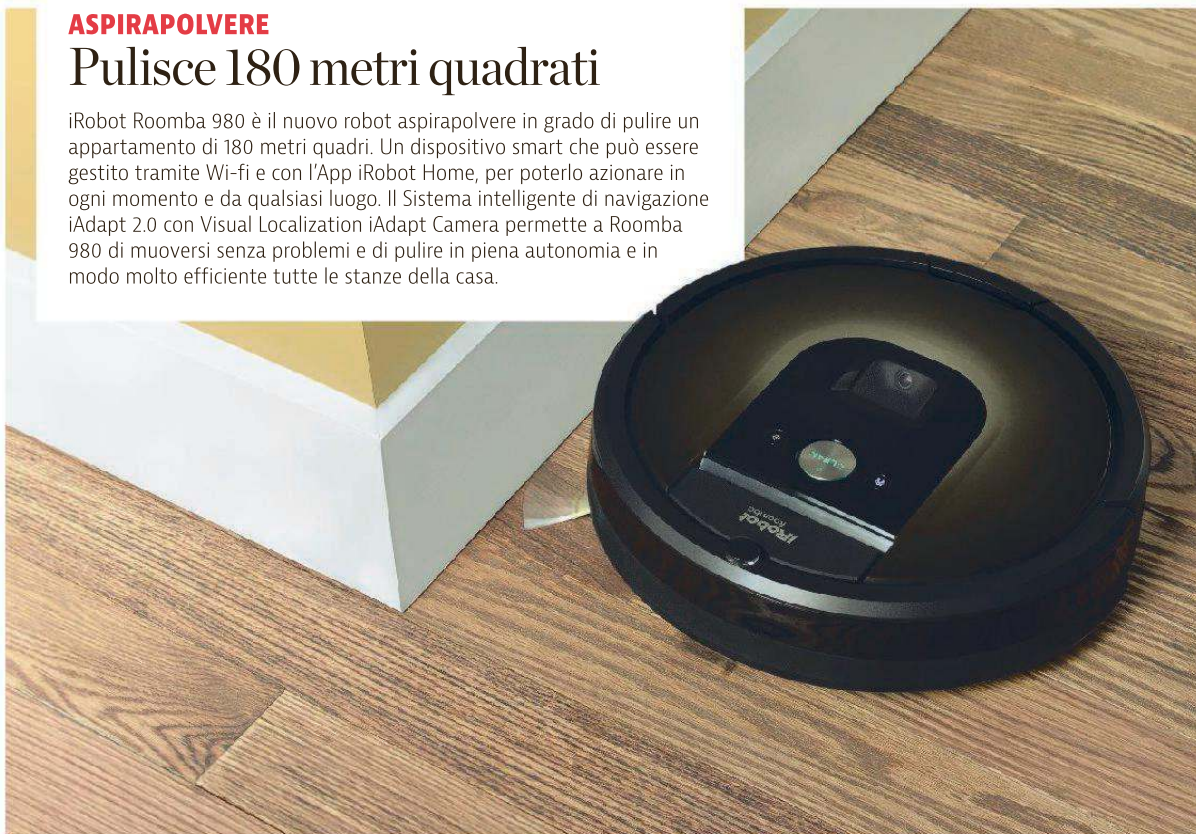 ASPIRAPOLVERE
Pulisce 180 metri quadrati
iRobot Roomba 980 è il nuovo robot aspirapolvere in grado di pulire un
appartamento di 180 metri quadri. Un dispositivo smart che può essere
gestito tramite Wi-fi e con l'App iRobot Home, per poterlo azionare in
ogni momento e da qualsiasi luogo. Il Sistema intelligente di navigazione
iAdapt 2.0 con Visual Localization iAdapt Camera permette a Roomba
980 di muoversi senza problemi e di pulire in piena autonomia e in
modo molto efficiente tutte le stanze della casa.
CLEAN
iRobot
Roomba